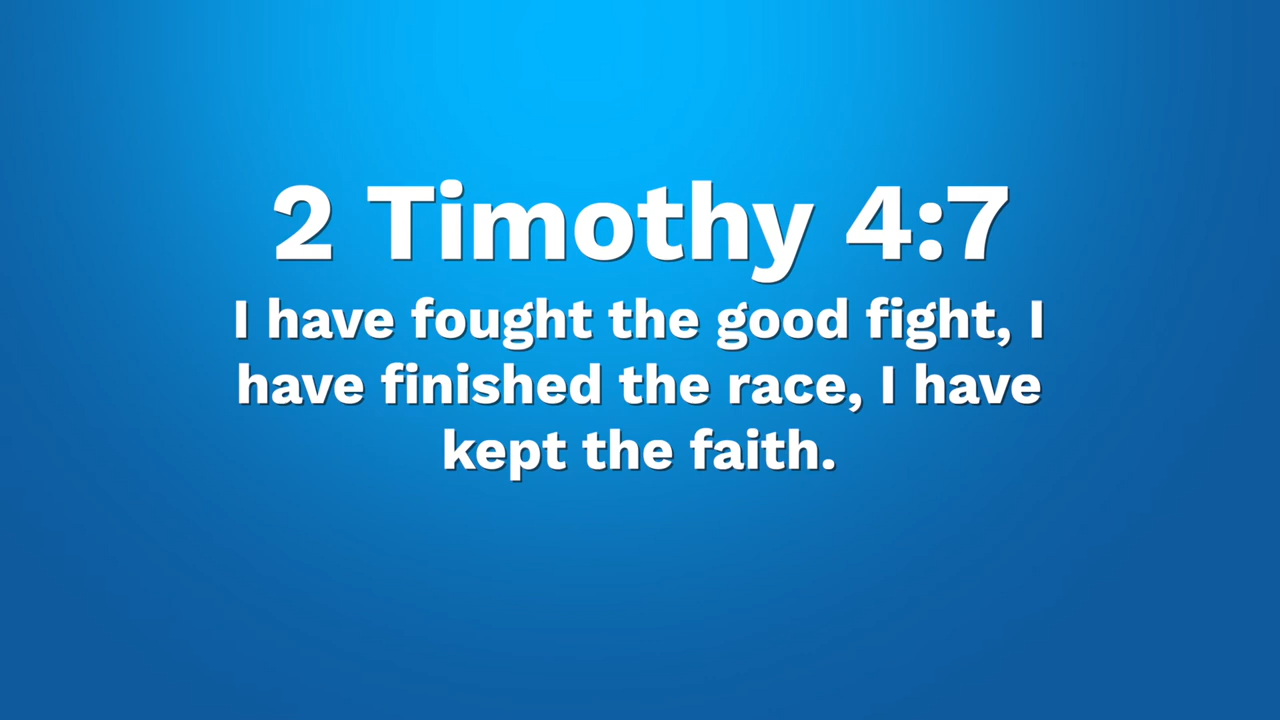 2 Timothy 4:7
I have fought the good fight, I
have finished the race, I have
kept the faith.